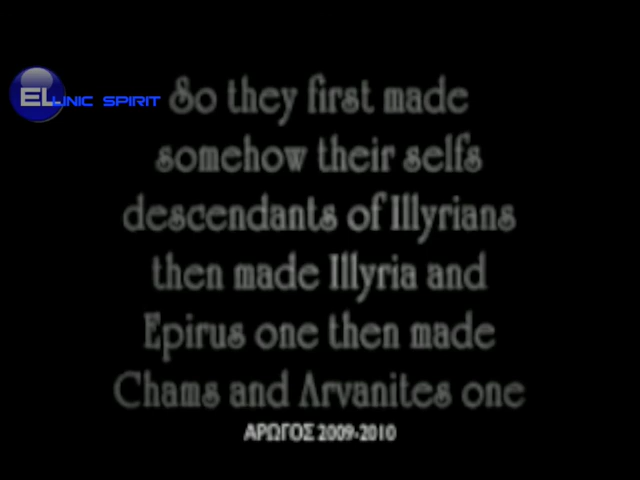 ELLINIC SPIRIT
So they first made
somehow their selfs
descendants of Illyrians
then made Illyria and
Epirus one then made
Chams and Arvanites one
ΑΡΩΓΟΣ 2009-2010